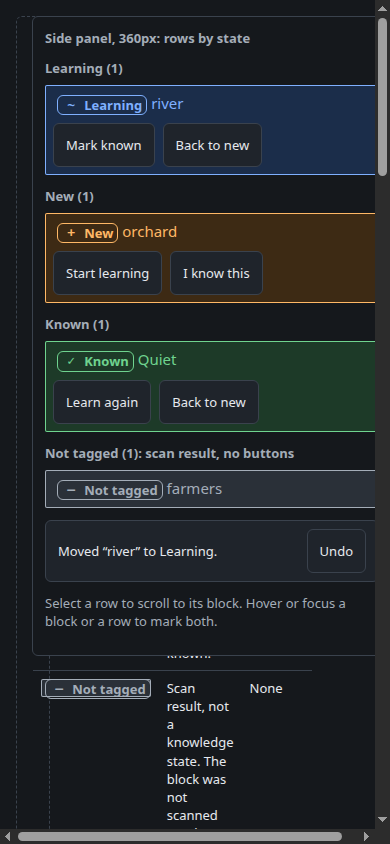 Side panel, 360px: rows by state
Learning (1)
~ Learning river
Mark known Back to new
New (1)
+ New orchard
Start learning I know this
Known (1)
✓ Known Quiet
Learn again Back to new
Not tagged (1): scan result, no buttons
− Not tagged farmers
Moved “river” to Learning. Undo
Select a row to scroll to its block. Hover or focus a
block or a row to mark both.
known.
− Not tagged Scan None
result, not
a
knowledge
state. The
block was
not
scanned